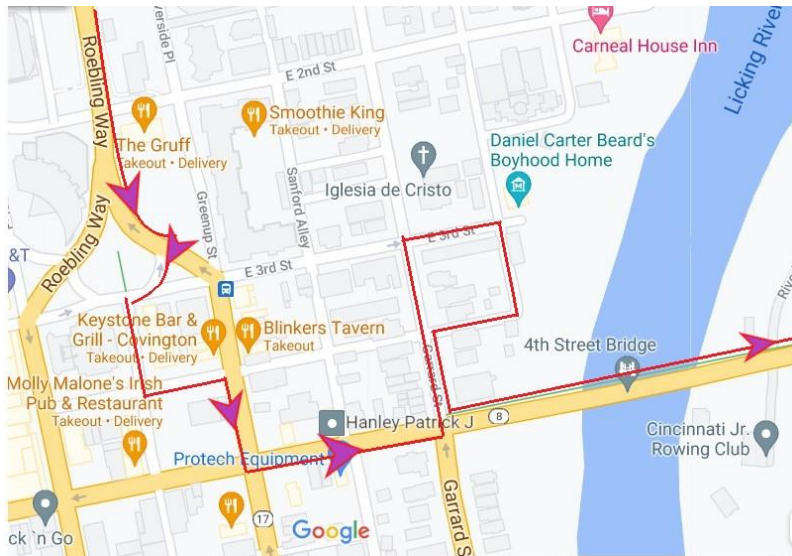 Roebling Way
verside Pl
E 2nd St
Carneal House Inn
Licking River
The Gruff
Takeout • Delivery
Smoothie King
Takeout • Delivery
Daniel Carter Beard's
Boyhood Home
Iglesia de Cristo
Sanford Alley
Greenup St
Roebling Way
&T
E 3rd St
E 3rd St
Keystone Bar &
Grill - Covington
Takeout • Delivery
Blinkers Tavern
Takeout
Garrard St
4th Street Bridge
Molly Malone's Irish
Pub & Restaurant
Takeout • Delivery
Hanley Patrick J
8
Cincinnati Jr.
Rowing Club
Protech Equipment
Garrard S
17
ck 'n Go
Google